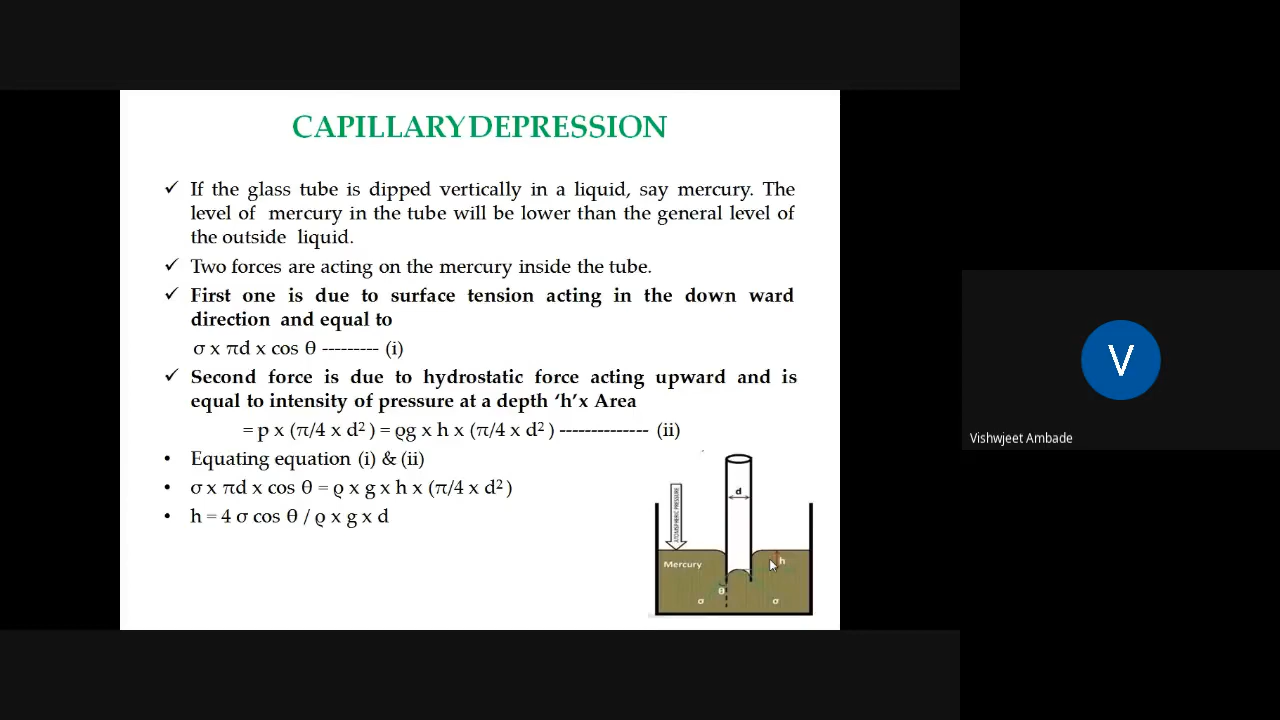 CAPILLARY DEPRESSION
✓ If the glass tube is dipped vertically in a liquid, say mercury. The
level of mercury in the tube will be lower than the general level of
the outside liquid.
✓ Two forces are acting on the mercury inside the tube.
✓ First one is due to surface tension acting in the down ward
direction and equal to
σ x πd x cos θ --------- (i)
✓ Second force is due to hydrostatic force acting upward and is
equal to intensity of pressure at a depth ‘h’x Area
= p x (π/4 x d² ) = ϱg x h x (π/4 x d² ) -------------- (ii)
• Equating equation (i) & (ii)
• σ x πd x cos θ = ϱ x g x h x (π/4 x d² )
• h = 4 σ cos θ / ϱ x g x d
d
ATMOSPHERIC PRESSURE
Mercury
h
θ
σ
σ
V
Vishwjeet Ambade